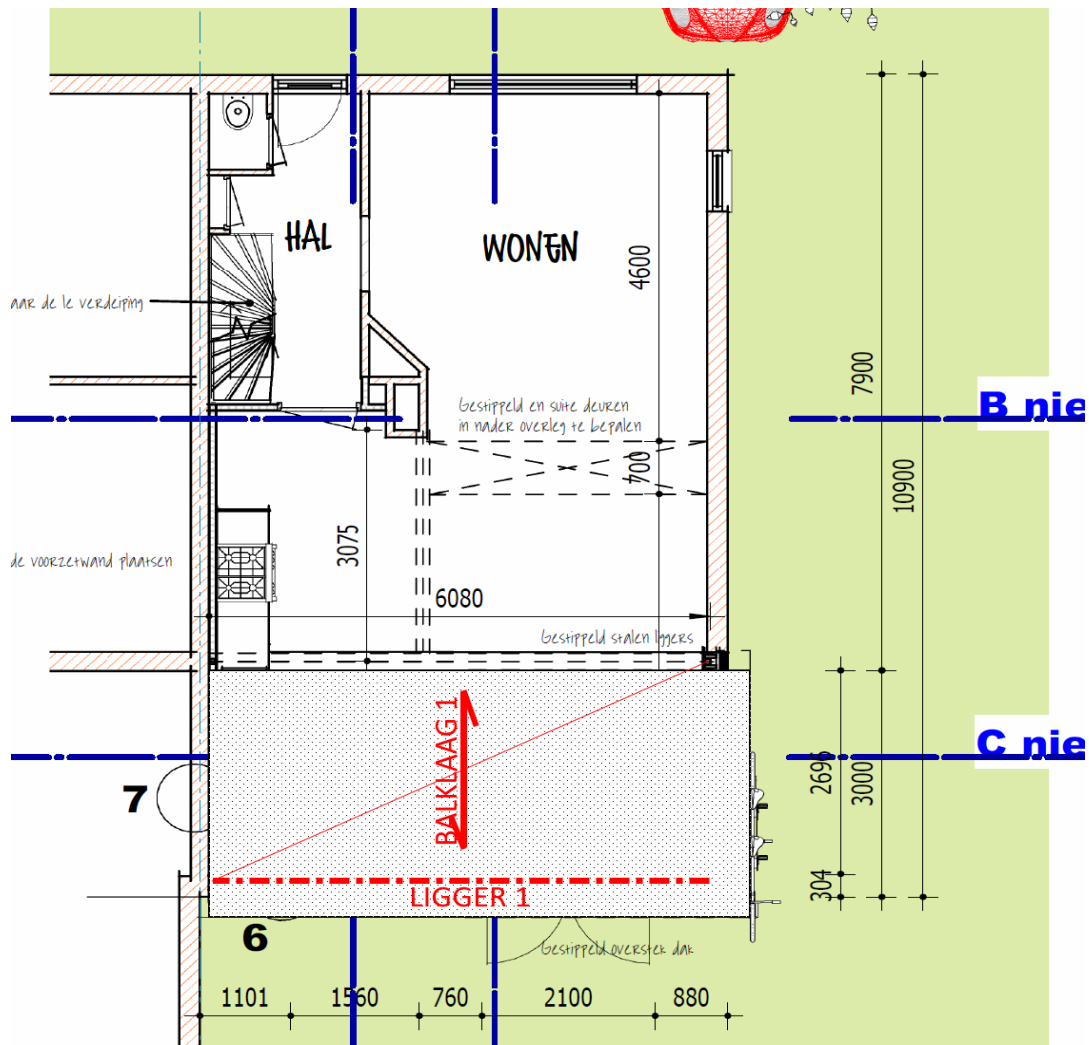 HAL
WONEN
4600
aar de 1e verdeiping
7900
Gestippeld en suite deuren
in nader overleg te bepalen
B nie
700
10900
3075
de voorzetwand plaatsen
6080
Gestippeld stalen liggers
BALKLAAG 1
C nie
2696
3000
7
304
LIGGER 1
6
Gestippeld overstek dak
1101
1560
760
2100
880